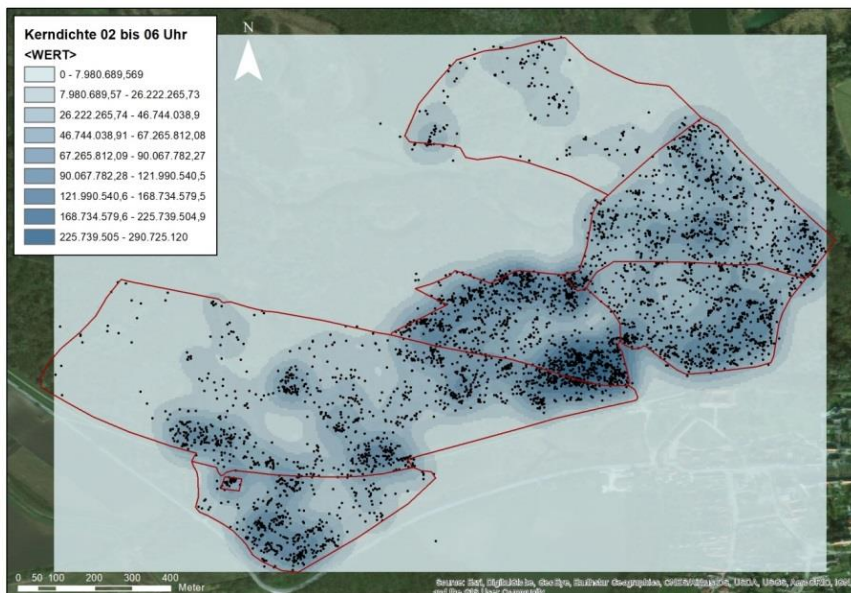 Kerndichte 02 bis 06 Uhr
<WERT>
0 - 7.980.689,569
7.980.689,57 - 26.222.265,73
26.222.265,74 - 46.744.038,9
46.744.038,91 - 67.265.812,08
67.265.812,09 - 90.067.782,27
90.067.782,28 - 121.990.540,5
121.990.540,6 - 168.734.579,5
168.734.579,6 - 225.739.504,9
225.739.505 - 290.725.120
N
0 50 100 200 300 400
Meter
Source: Esri, DigitalGlobe, GeoEye, Earthstar Geographics, CNES/Airbus DS, USDA, USGS,
and the GIS User Community